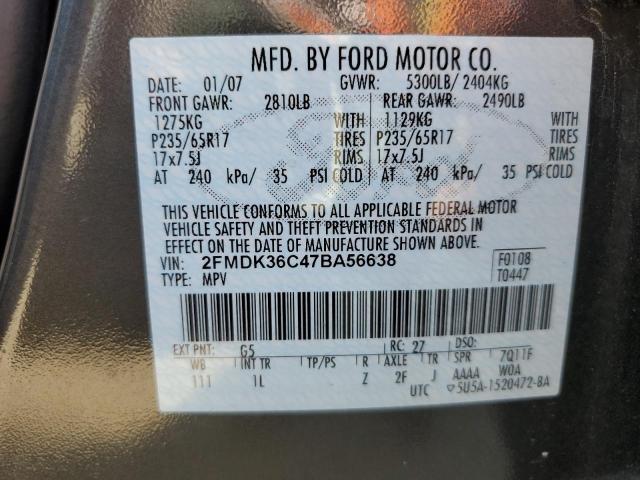 MFD. BY FORD MOTOR CO.
DATE: 01/07 GVWR: 5300LB/ 2404KG
FRONT GAWR: 2810LB REAR GAWR: 2490LB
1275KG WITH 1129KG WITH
P235/65R17 TIRES P235/65R17 TIRES
17x7.5J RIMS 17x7.5J RIMS
AT 240 kPa/ 35 PSI COLD AT 240 kPa/ 35 PSI COLD
THIS VEHICLE CONFORMS TO ALL APPLICABLE FEDERAL MOTOR
VEHICLE SAFETY AND THEFT PREVENTION STANDARDS IN
EFFECT ON THE DATE OF MANUFACTURE SHOWN ABOVE.
VIN: 2FMDK36C47BA56638 F0108
TYPE: MPV T0447
EXT PNT: G5 RC: 27 DSO:
WB INT TR TP/PS R AXLE TR SPR 7Q11F
111 1L Z 2F J AAAA W0A
UTC ▽5U5A-1520472-BA